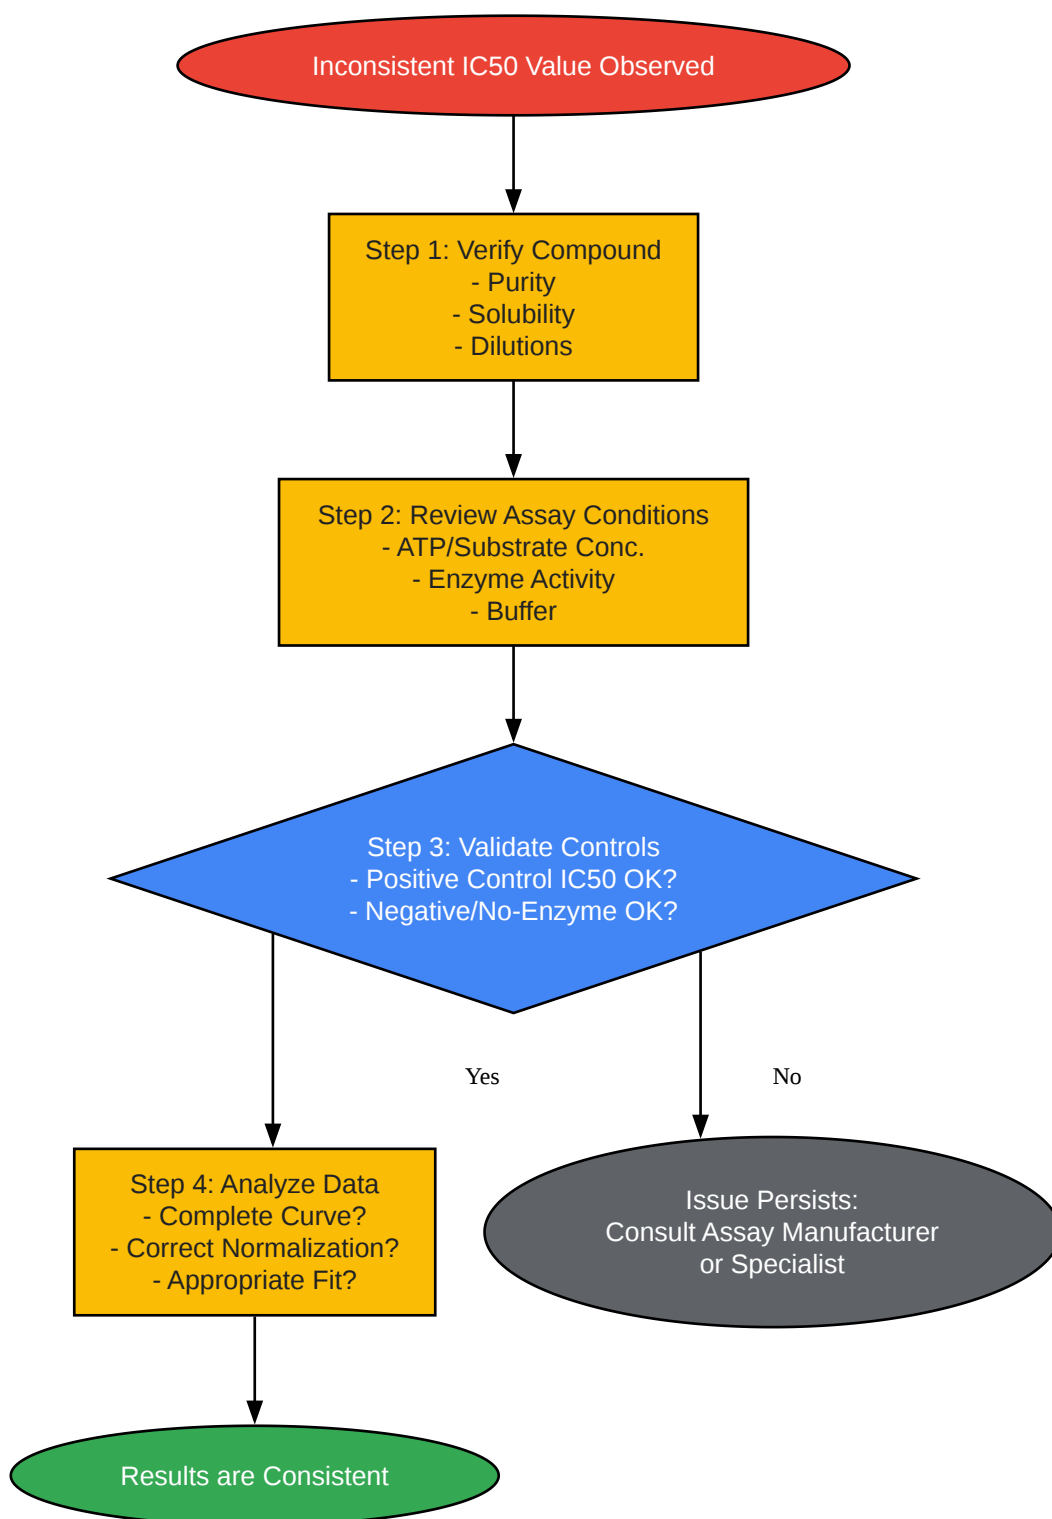 Inconsistent IC50 Value Observed
Step 1: Verify Compound
- Purity
- Solubility
- Dilutions
Step 2: Review Assay Conditions
- ATP/Substrate Conc.
- Enzyme Activity
- Buffer
Step 3: Validate Controls
- Positive Control IC50 OK?
- Negative/No-Enzyme OK?
Yes
No
Step 4: Analyze Data
- Complete Curve?
- Correct Normalization?
- Appropriate Fit?
Issue Persists:
Consult Assay Manufacturer
or Specialist
Results are Consistent